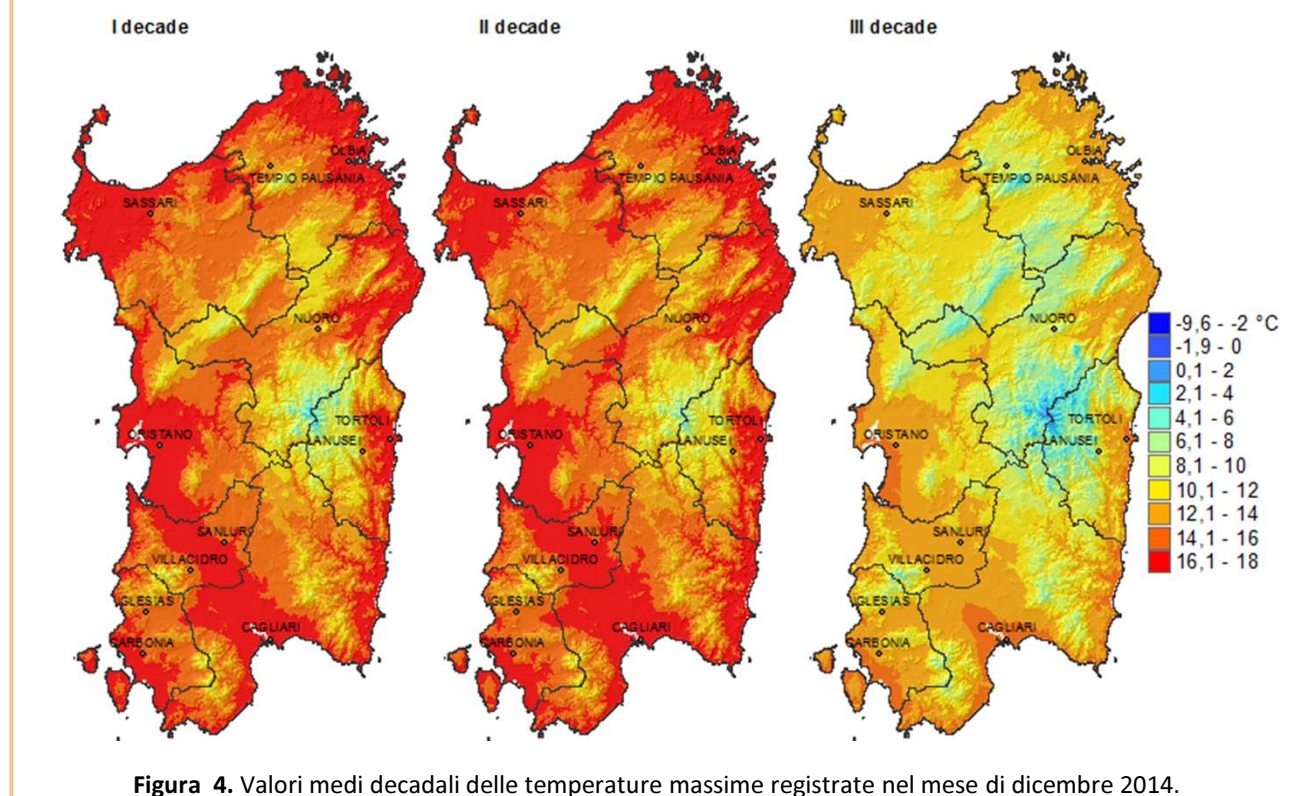 I decade
II decade
III decade
OLBIA
TEMPIO PAUSANIA
SASSARI
NUORO
TORTOLI
LANUSEI
ORISTANO
SANLURI
VILLACIDRO
IGLESIAS
CAGLIARI
CARBONIA
OLBIA
TEMPIO PAUSANIA
SASSARI
NUORO
TORTOLI
LANUSEI
ORISTANO
SANLURI
VILLACIDRO
IGLESIAS
CAGLIARI
CARBONIA
OLBIA
TEMPIO PAUSANIA
SASSARI
NUORO
TORTOLI
LANUSEI
ORISTANO
SANLURI
VILLACIDRO
IGLESIAS
CAGLIARI
CARBONIA
-9,6 - -2 °C
-1,9 - 0
0,1 - 2
2,1 - 4
4,1 - 6
6,1 - 8
8,1 - 10
10,1 - 12
12,1 - 14
14,1 - 16
16,1 - 18
Figura 4. Valori medi decadali delle temperature massime registrate nel mese di dicembre 2014.